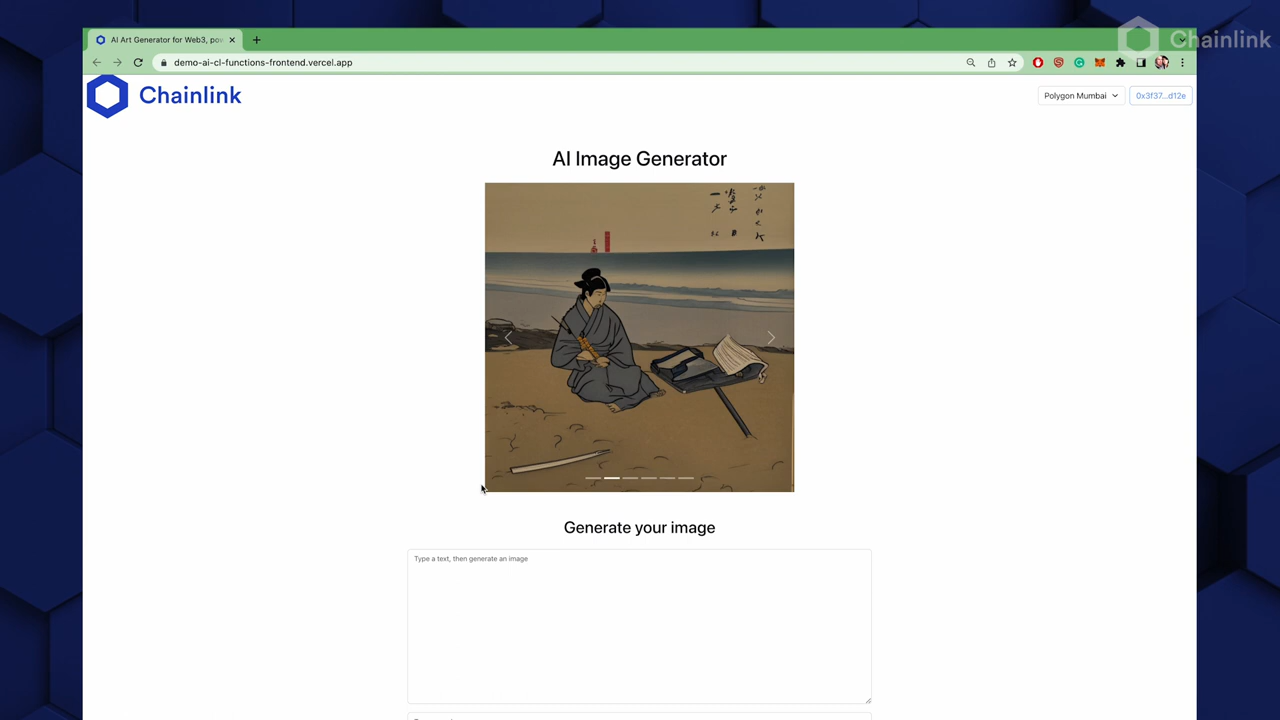 Chainlink
AI Art Generator for Web3, pow
demo-ai-cl-functions-frontend.vercel.app
Chainlink
Polygon Mumbai
0x3f37...d12e
AI Image Generator
Generate your image
Type a text, then generate an image